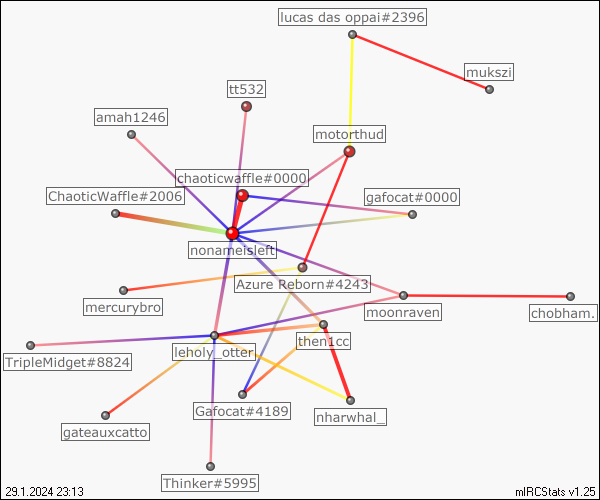 lucas das oppai#2396
mukszi
tt532
amah1246
motorthud
chaoticwaffle#0000
ChaoticWaffle#2006
gafocat#0000
nonameisleft
Azure Reborn#4243
mercurybro
moonraven
chobham.
then1cc
leholy_otter
TripleMidget#8824
Gafocat#4189
nharwhal_
gateauxcatto
Thinker#5995
29.1.2024 23:13
mIRCStats v1.25